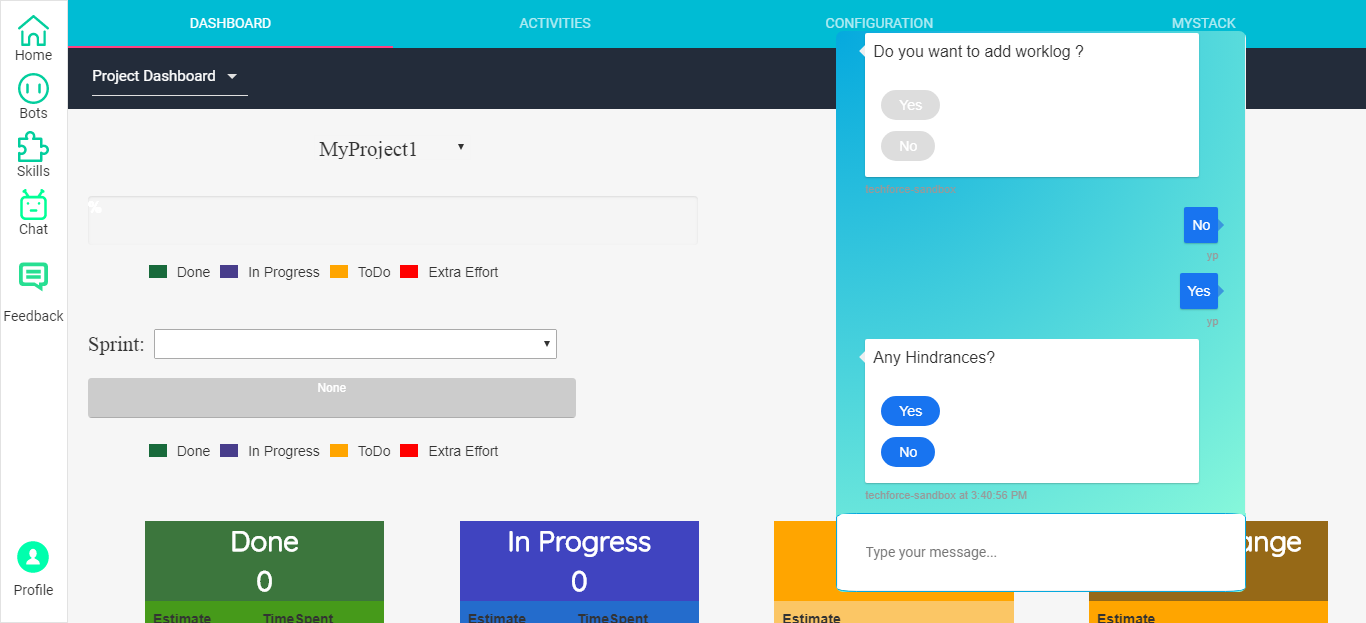 DASHBOARD ACTIVITIES CONFIGURATION MYSTACK
Home
Bots
Skills
Chat
Feedback
Profile
Project Dashboard
MyProject1
%
Done In Progress ToDo Extra Effort
Sprint:
None
Done In Progress ToDo Extra Effort
Done
0
Estimate TimeSpent
In Progress
0
Estimate TimeSpent
Estimate
ange
Estimate
Do you want to add worklog ?
Yes
No
techforce-sandbox
No
yp
Yes
yp
Any Hindrances?
Yes
No
techforce-sandbox at 3:40:56 PM
Type your message...